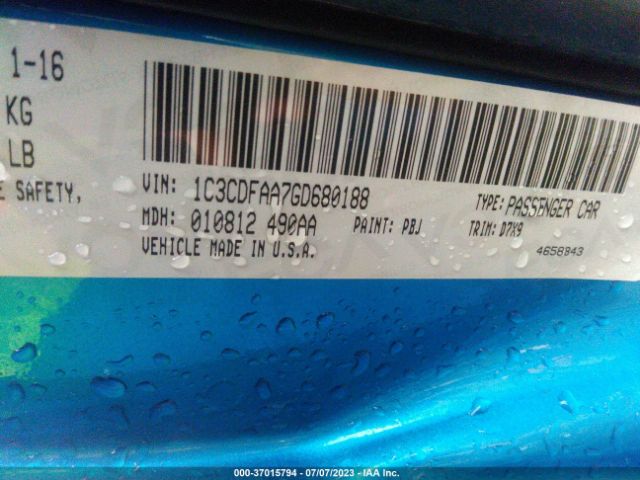 1-16
KG
LB
E SAFETY,
VIN: 1C3CDFAA7GD680188
TYPE: PASSENGER CAR
MDH: 010812 490AA
PAINT: PBJ
TRIM: D7X9
VEHICLE MADE IN U.S.A.
4658943
000-37015794 - 07/07/2023 - IAA Inc.